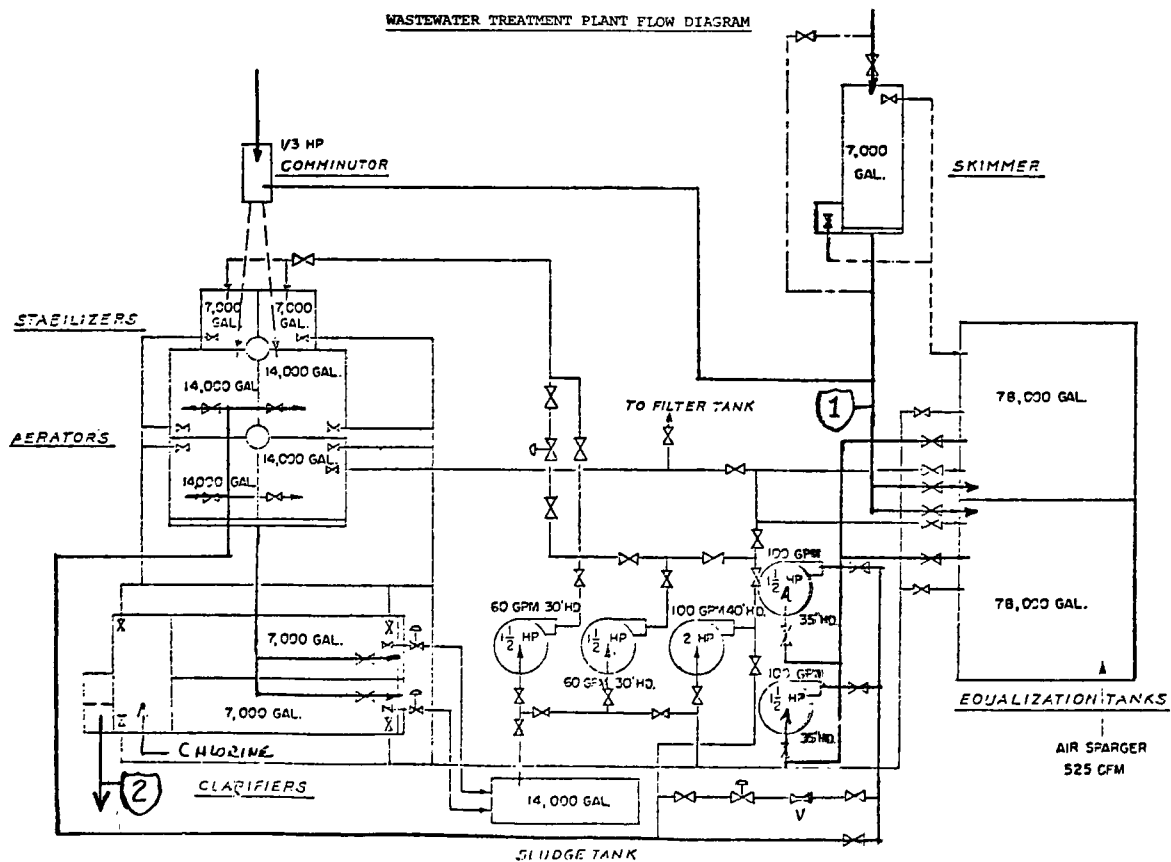 WASTEWATER TREATMENT PLANT FLOW DIAGRAM
1/3 HP
COMMINUTOR
7,000
GAL.
SKIMMER
7,000
GAL.
7,000
GAL.
STABILIZERS
14,000 GAL.
14,000 GAL
AERATORS
14,000 GAL.
14,000 GAL
TO FILTER TANK
1
78,000 GAL.
78,000 GAL.
EQUALIZATION TANKS
AIR SPARGER
525 CFM
60 GPM 30'HD
1 1/2 HP
1 1/2 HP
60 GPM 30'HD.
100 GPM 40'HD.
2 HP
100 GPM
1 1/2 HP
35'HD.
100 GPM
1 1/2 HP
35'HD.
7,000 GAL.
7,000 GAL.
CHLORINE
2
CLARIFIERS
14,000 GAL
V
SLUDGE TANK